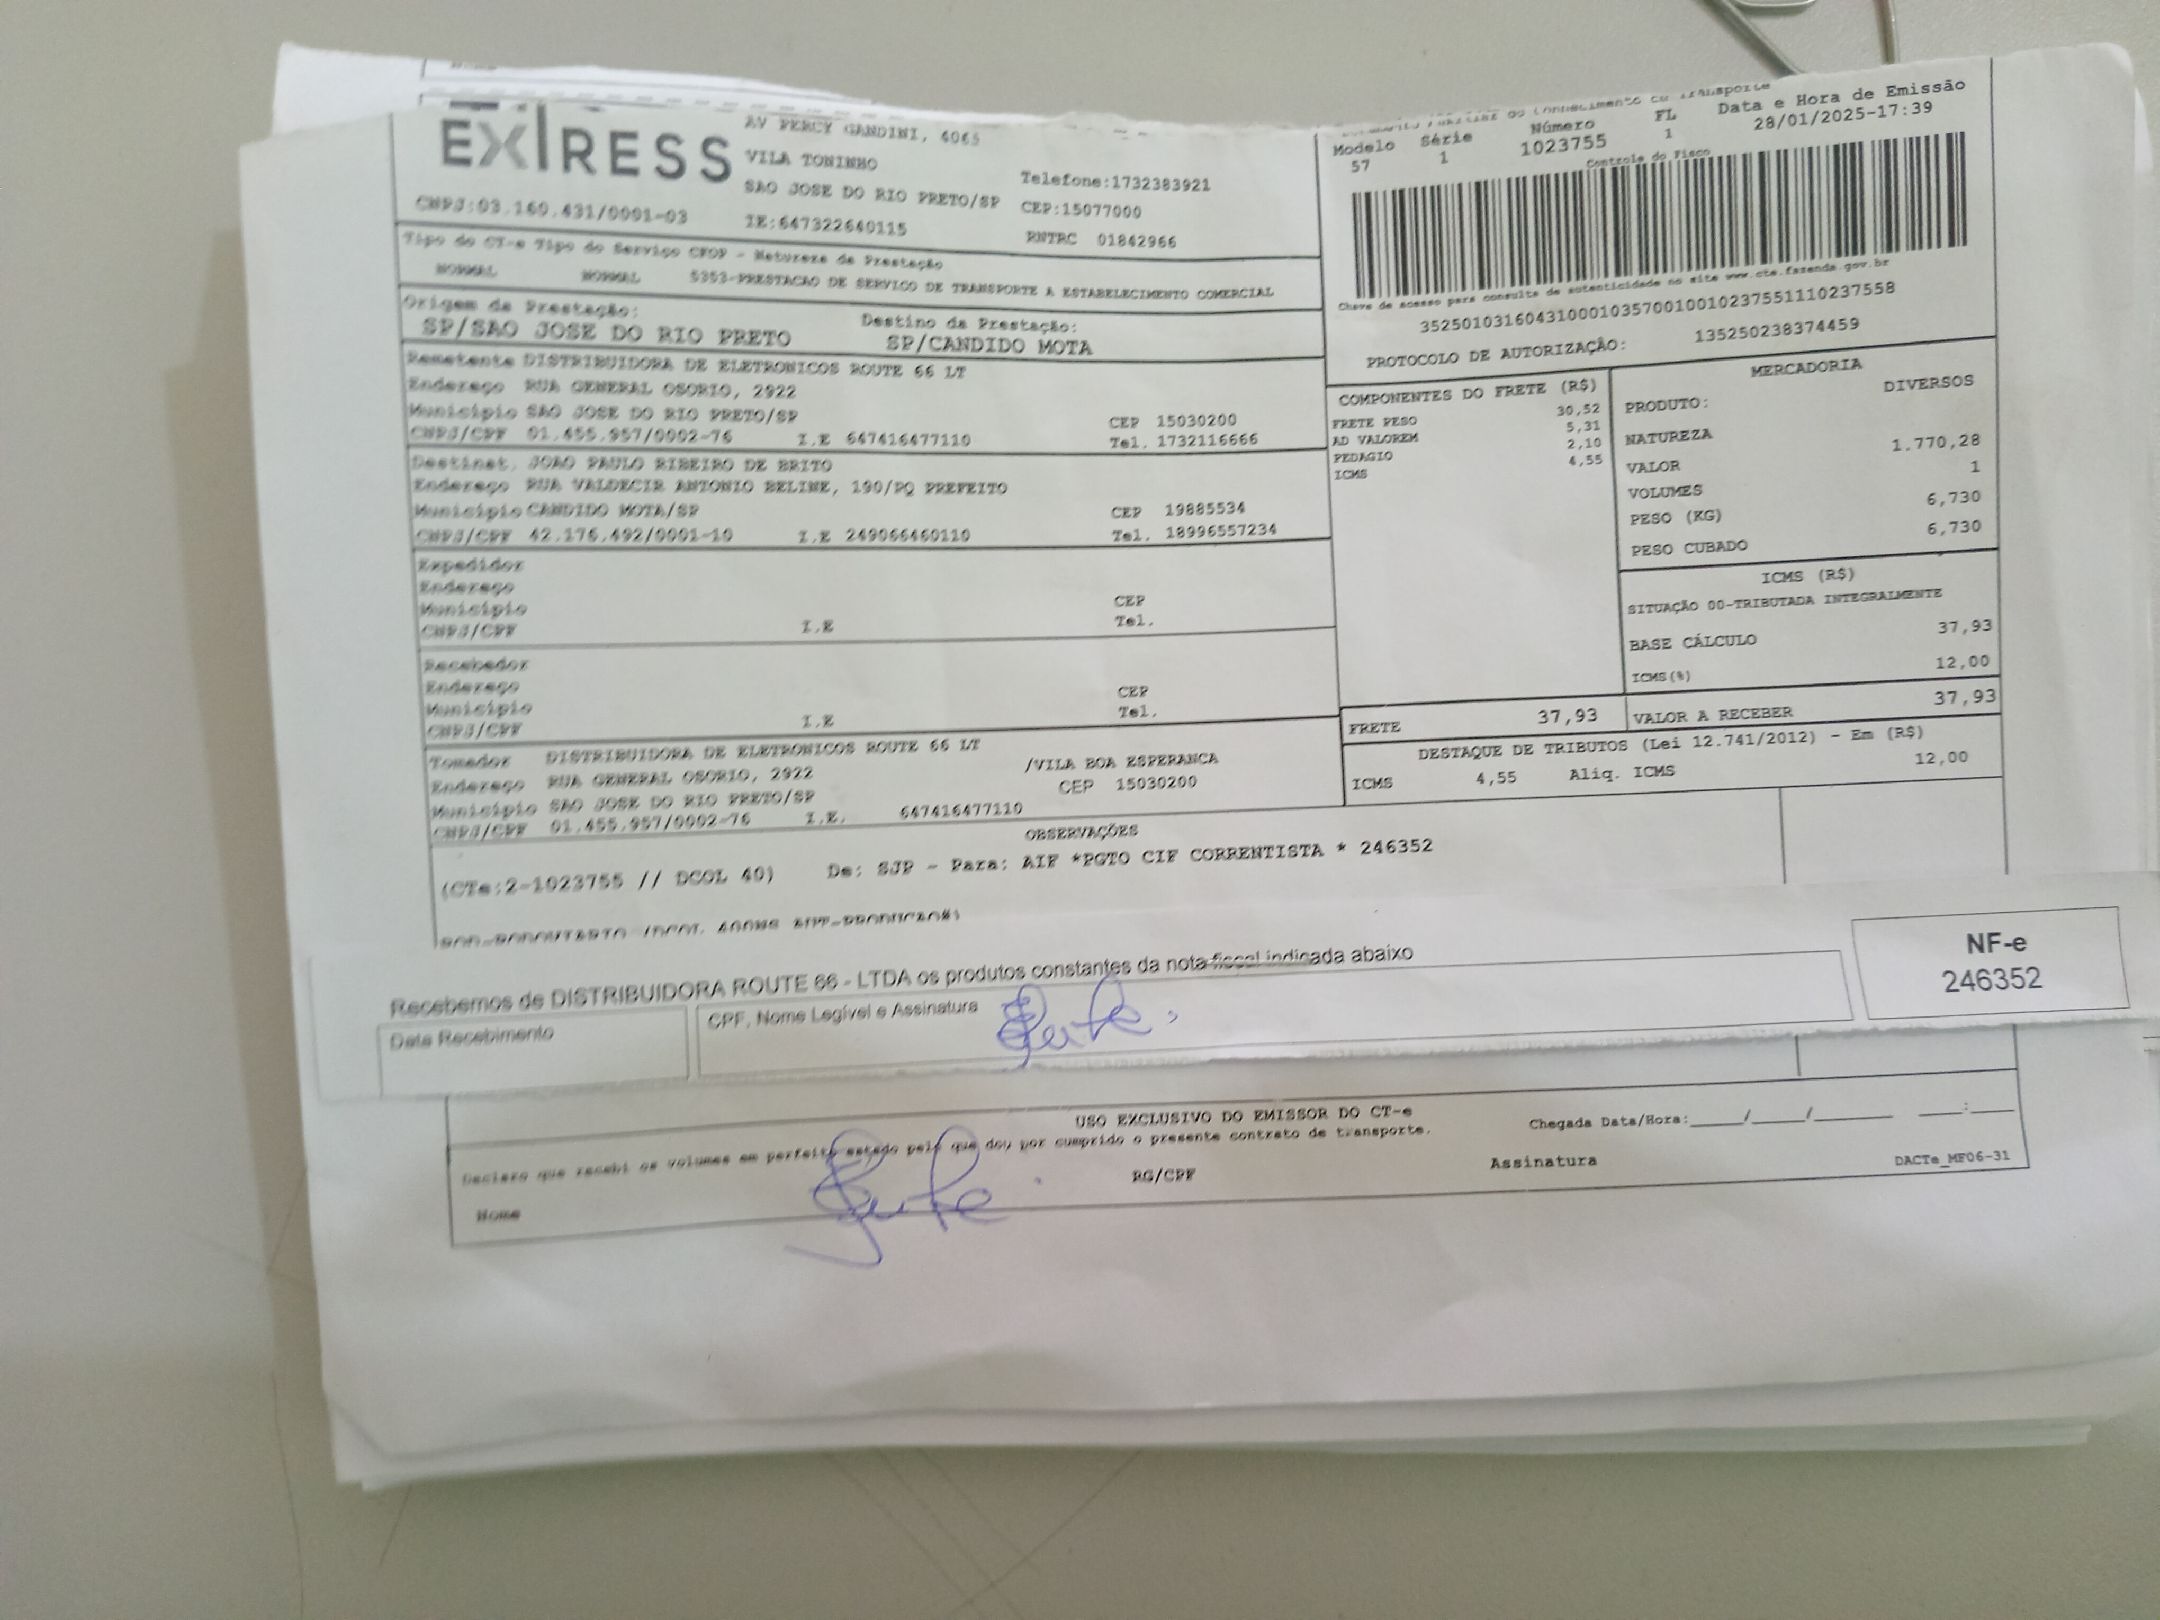 EXPRESS
AV PERCY GANDINI, 4065
VILA TONINHO
SAO JOSE DO RIO PRETO/SP
Telefone:1732383921
CEP:15077000
CNPJ:03.160.431/0001-03
IE:647322640115
RNTRC 01842966
Data e Hora de Emissão
Modelo Série Número FL
57 1 1023755 1 28/01/2025-17:39
Controle do Fisco
Chave de acesso para consulta de autenticidade no site www.cte.fazenda.gov.br
35250103160431000103570010010237551110237558
PROTOCOLO DE AUTORIZAÇÃO: 135250238374459
Tipo do CT-e Tipo do Serviço CFOP - Natureza da Prestação
NORMAL NORMAL 5353-PRESTACAO DE SERVICO DE TRANSPORTE A ESTABELECIMENTO COMERCIAL
Origem da Prestação: Destino da Prestação:
SP/SAO JOSE DO RIO PRETO SP/CANDIDO MOTA
Remetente DISTRIBUIDORA DE ELETRONICOS ROUTE 66 LT
Endereço RUA GENERAL OSORIO, 2922
Município SAO JOSE DO RIO PRETO/SP CEP 15030200
CNPJ/CPF 01.455.957/0002-76 I.E 647416477110 Tel. 1732116666
Destinat. JOAO PAULO RIBEIRO DE BRITO
Endereço RUA VALDECIR ANTONIO BELINE, 190/PQ PREFEITO
Município CANDIDO MOTA/SP CEP 19885534
CNPJ/CPF 42.176.492/0001-10 I.E 249066460110 Tel. 18996557234
Expedidor
Endereço
Município CEP
CNPJ/CPF I.E Tel.
Recebedor
Endereço
Município CEP
CNPJ/CPF I.E Tel.
Tomador DISTRIBUIDORA DE ELETRONICOS ROUTE 66 LT
Endereço RUA GENERAL OSORIO, 2922 /VILA BOA ESPERANCA
Município SAO JOSE DO RIO PRETO/SP CEP 15030200
CNPJ/CPF 01.455.957/0002-76 I.E. 647416477110
COMPONENTES DO FRETE (R$)
FRETE PESO 30,52
AD VALOREM 5,31
PEDAGIO 2,10
ICMS 4,55
MERCADORIA
PRODUTO: DIVERSOS
NATUREZA
VALOR 1.770,28
VOLUMES 1
PESO (KG) 6,730
PESO CUBADO 6,730
ICMS (R$)
SITUAÇÃO 00-TRIBUTADA INTEGRALMENTE
BASE CÁLCULO 37,93
ICMS(%) 12,00
FRETE 37,93 VALOR A RECEBER 37,93
DESTAQUE DE TRIBUTOS (Lei 12.741/2012) - Em (R$)
ICMS 4,55 Aliq. ICMS 12,00
OBSERVAÇÕES
(CTe:2-1023755 // DCOL 40) De: SJP - Para: AIF *PGTO CIF CORRENTISTA * 246352
Recebemos de DISTRIBUIDORA ROUTE 66 - LTDA os produtos constantes da nota fiscal indicada abaixo
Data Recebimento
CPF, Nome Legível e Assinatura
NF-e
246352
USO EXCLUSIVO DO EMISSOR DO CT-e
Declaro que recebi os volumes em perfeito estado pelo que dou por cumprido o presente contrato de transporte.
Chegada Data/Hora:____/____/______ ____:____
Nome RG/CPF Assinatura
DACTe_MF06-31